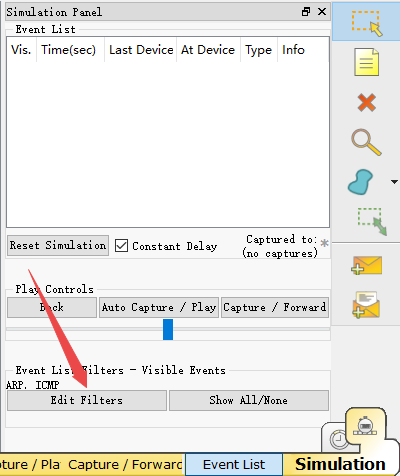 Simulation Panel
Event List
Vis. Time(sec) Last Device At Device Type Info
Reset Simulation Constant Delay Captured to: *
(no captures)
Play Controls
Back Auto Capture / Play Capture / Forward
Event List Filters - Visible Events
ARP, ICMP
Edit Filters Show All/None
pture / Pla Capture / Forward Event List Simulation